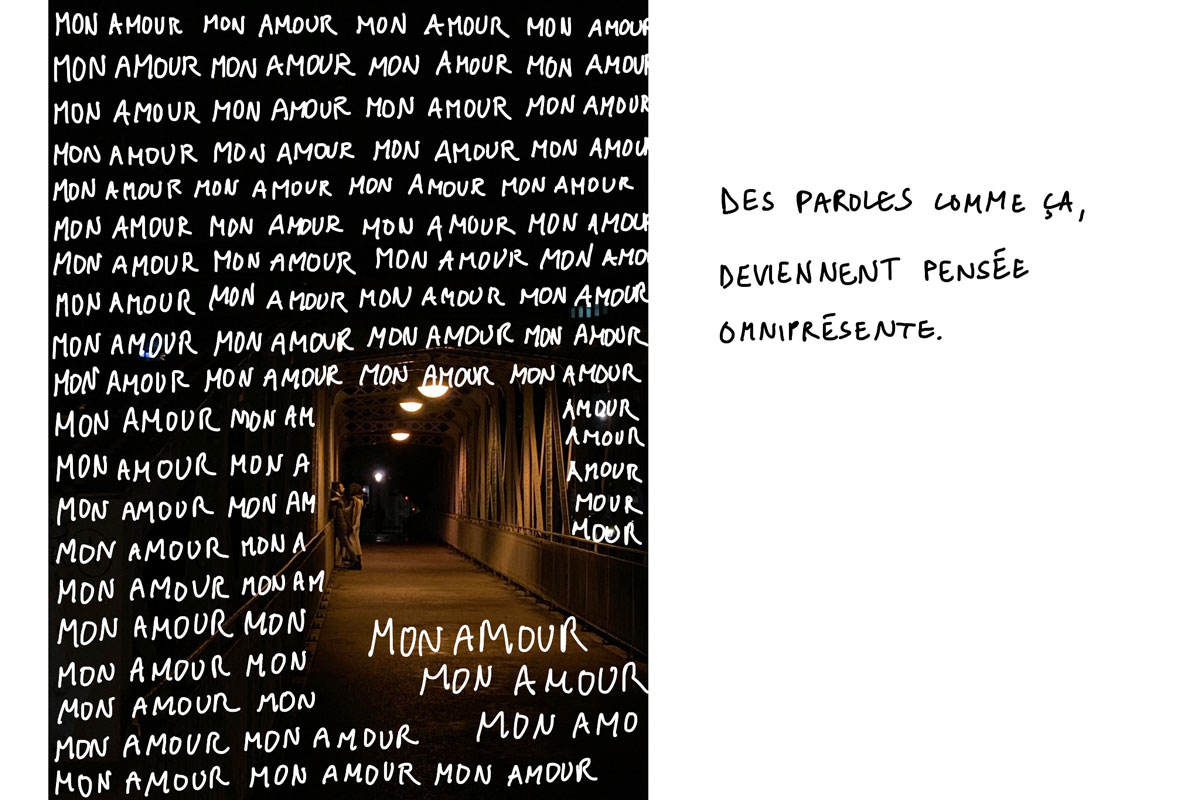 MON AMOUR MON AMOUR MON AMOUR MON AMOUR
MON AMOUR MON AMOUR MON AMOUR MON AMOUR
MON AMOUR MON AMOUR MON AMOUR MON AMOUR
MON AMOUR MON AMOUR MON AMOUR MON AMOU
MON AMOUR MON AMOUR MON AMOUR MON AMOUR
MON AMOUR MON AMOUR MON AMOUR MON AMOU
MON AMOUR MON AMOUR MON AMOUR MON AMO
MON AMOUR MON AMOUR MON AMOUR MON AMOUR
MON AMOUR MON AMOUR MON AMOUR MON AMOUR
MON AMOUR MON AMOUR MON AMOUR MON AMOUR
MON AMOUR MON AM
MON AMOUR MON A
MON AMOUR MON AM
MON AMOUR MON A
MON AMOUR MON AM
MON AMOUR MON
MON AMOUR MON
MON AMOUR MON
MON AMOUR MON AMOUR
MON AMOUR MON AMOUR MON AMOUR
AMOUR
AMOUR
AMOUR
MOUR
MOUR
MON AMOUR
MON AMOUR
MON AMO
DES PAROLES COMME ÇA,
DEVIENNENT PENSÉE
OMNIPRÉSENTE.